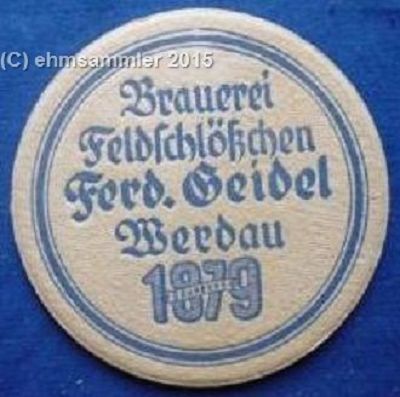 (C) ehmsammler 2015
Brauerei
Feldschlößchen
Ferd. Geidel
Werdau
1879